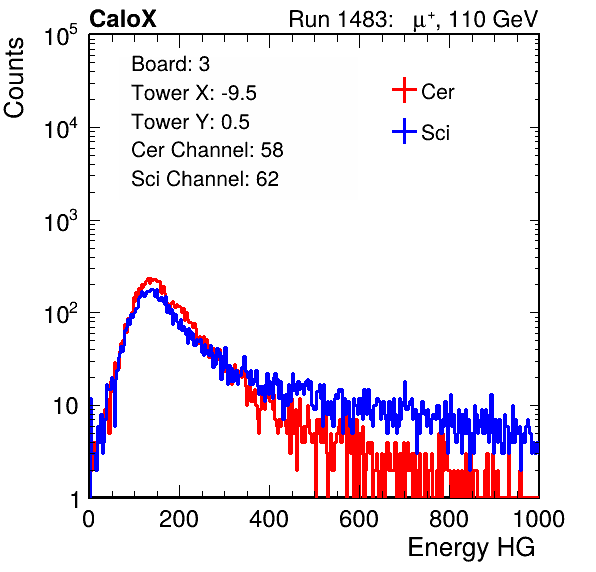 CaloX Run 1483: μ⁺, 110 GeV
Counts
10⁵
10⁴
10³
10²
10
1
Board: 3
Tower X: -9.5
Tower Y: 0.5
Cer Channel: 58
Sci Channel: 62
Cer
Sci
0 200 400 600 800 1000
Energy HG